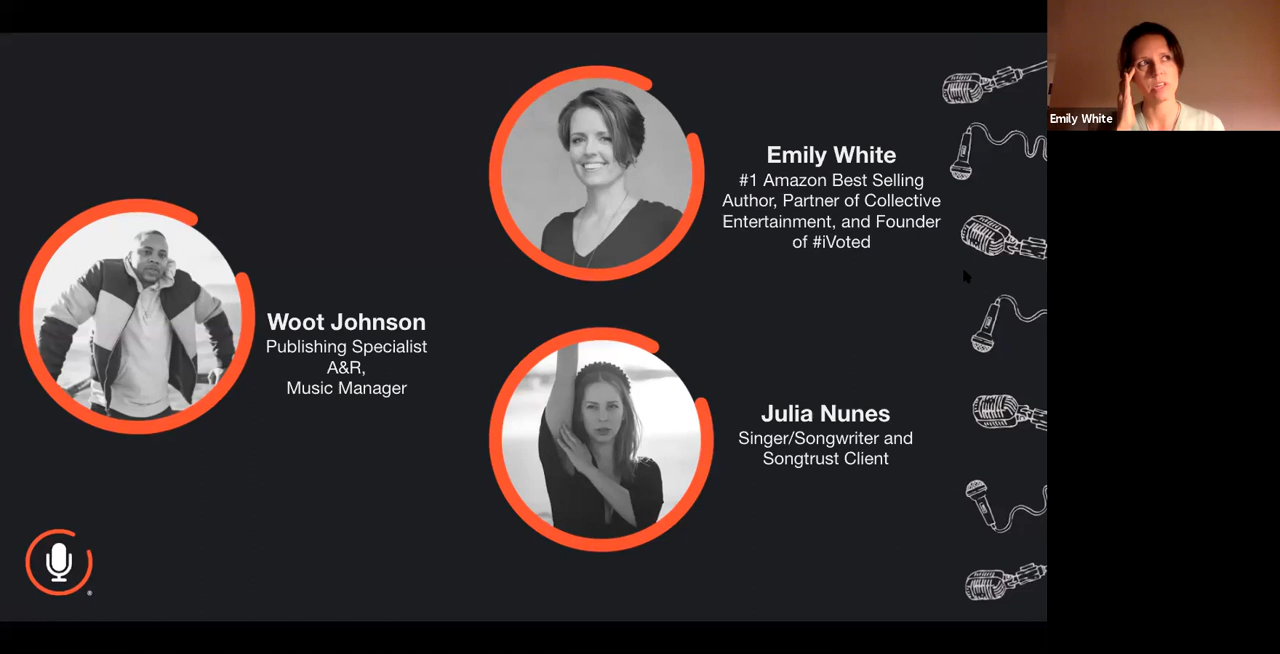 Emily White
#1 Amazon Best Selling
Author, Partner of Collective
Entertainment, and Founder
of #iVoted
Woot Johnson
Publishing Specialist
A&R,
Music Manager
Julia Nunes
Singer/Songwriter and
Songtrust Client
®
Emily White